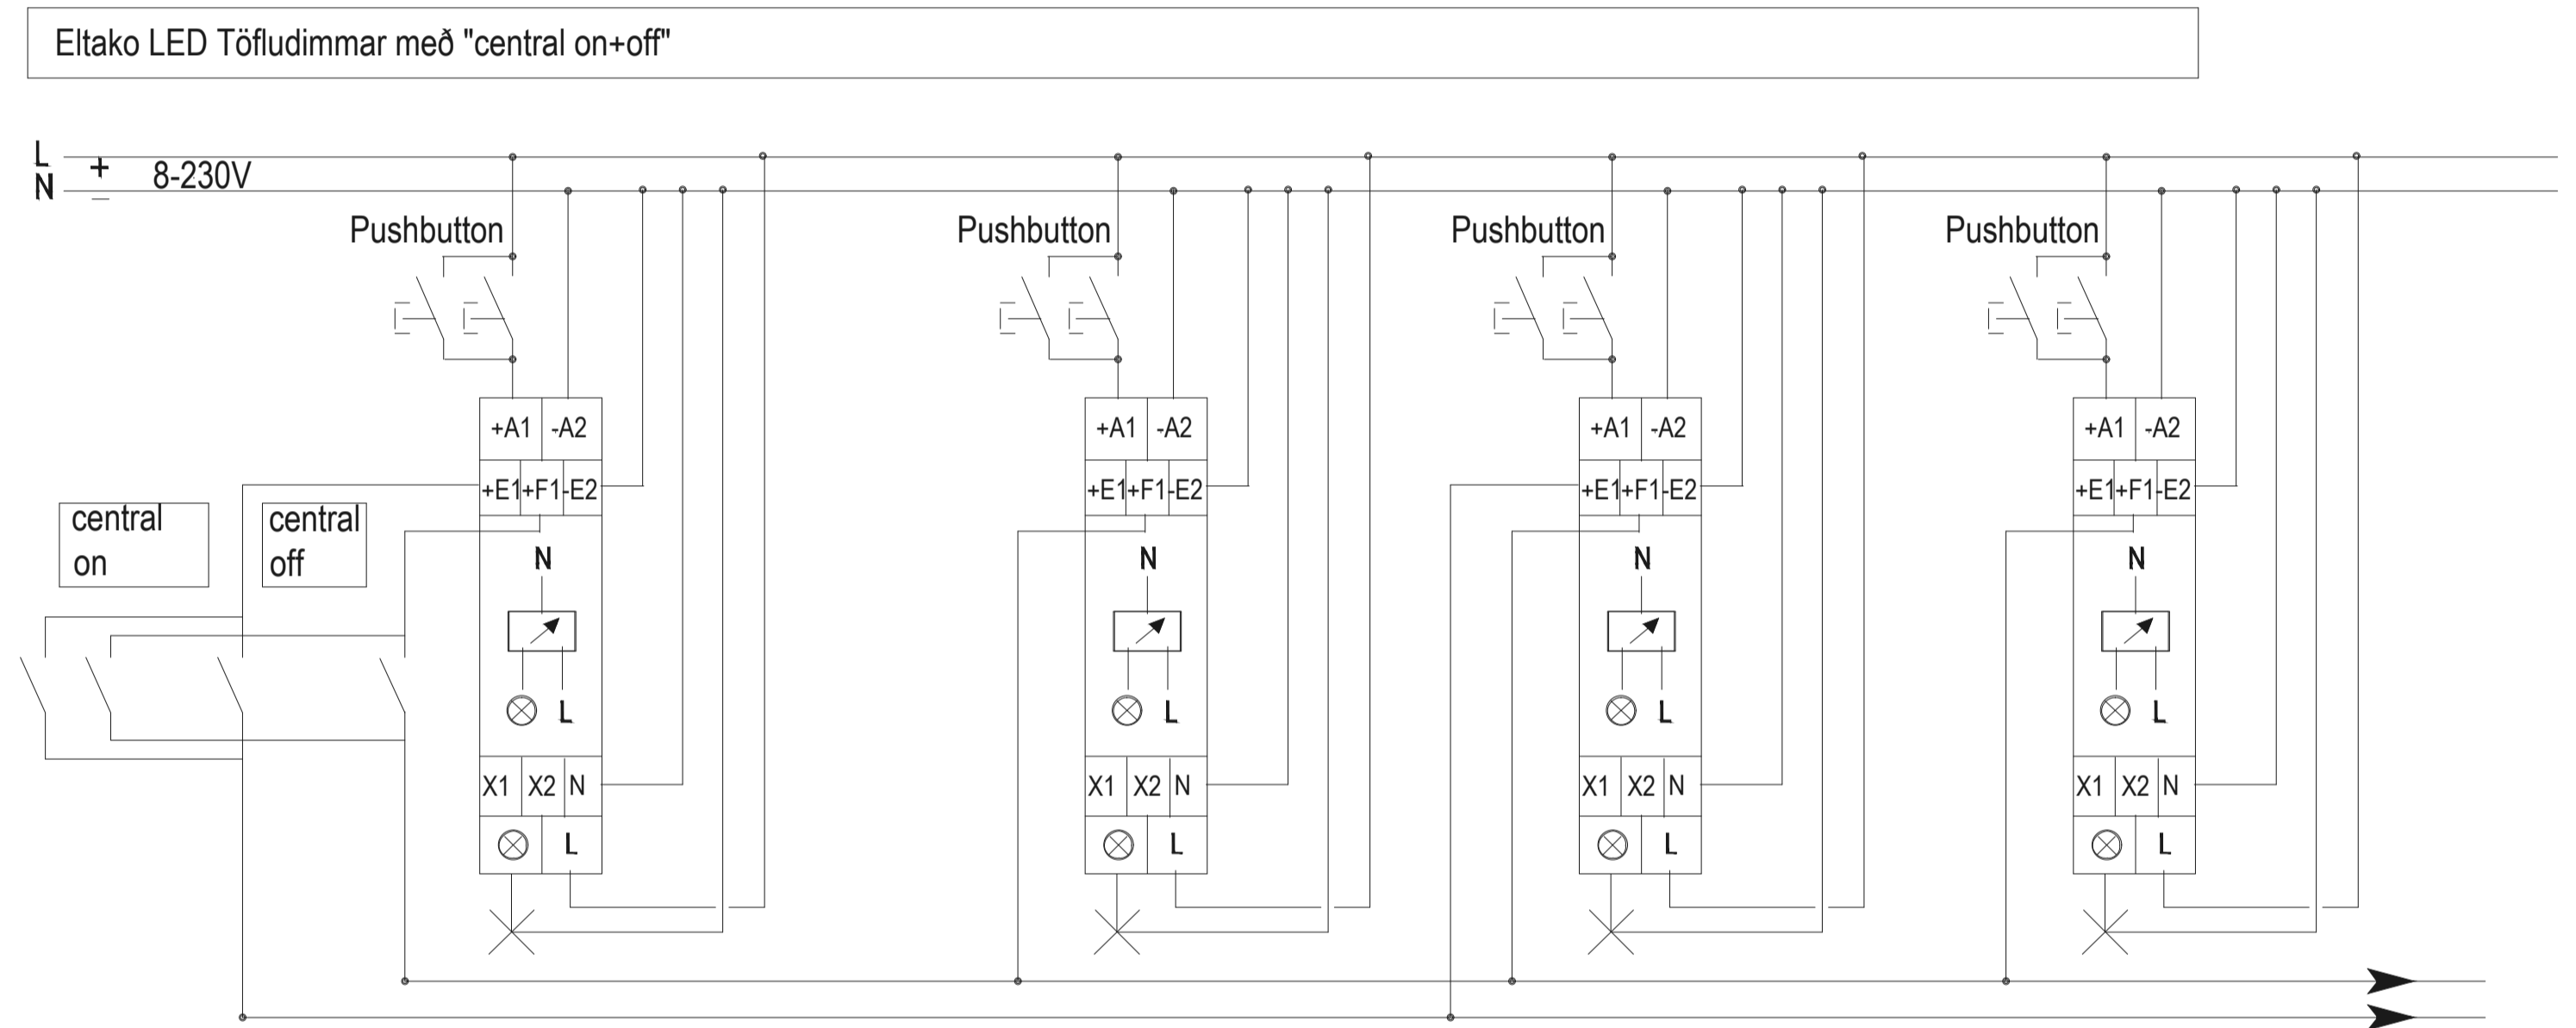 Eltako LED Töfludimmar með "central on+off"
L
+ 8-230V
N
–
Pushbutton Pushbutton Pushbutton Pushbutton
+A1 -A2 +A1 -A2 +A1 -A2 +A1 -A2
+E1 +F1 -E2 +E1 +F1 -E2 +E1 +F1 -E2 +E1 +F1 -E2
central
on
central
off
N N N N
L L L L
X1 X2 N X1 X2 N X1 X2 N X1 X2 N
L L L L